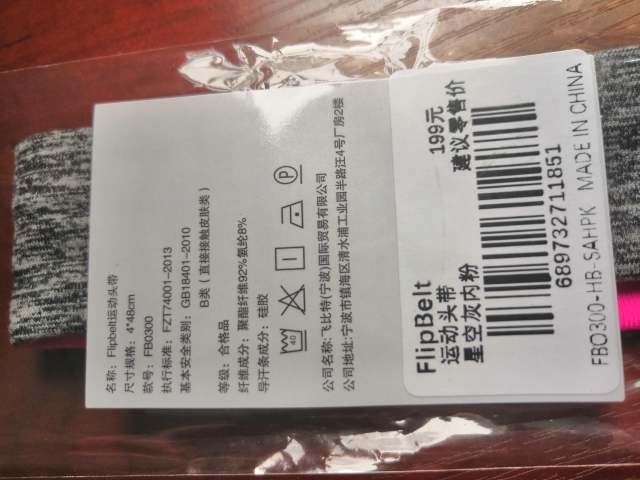 名称：Flipbelt运动头带
尺寸规格：4*48cm
款号：FB0300
执行标准：FZT74001-2013
基本安全类别：GB18401-2010
B类（直接接触皮肤类）
等级：合格品
纤维成分：聚酯纤维92%氨纶8%
导汗条成分：硅胶
40
P
公司名称:飞比特(宁波)国际贸易有限公司
公司地址:宁波市镇海区清水浦工业园半路汪4号厂房2楼
FlipBelt
199元
运动头带
建议零售价
星空灰内粉
689732711851
FBO300-HB-SAHPK MADE IN CHINA